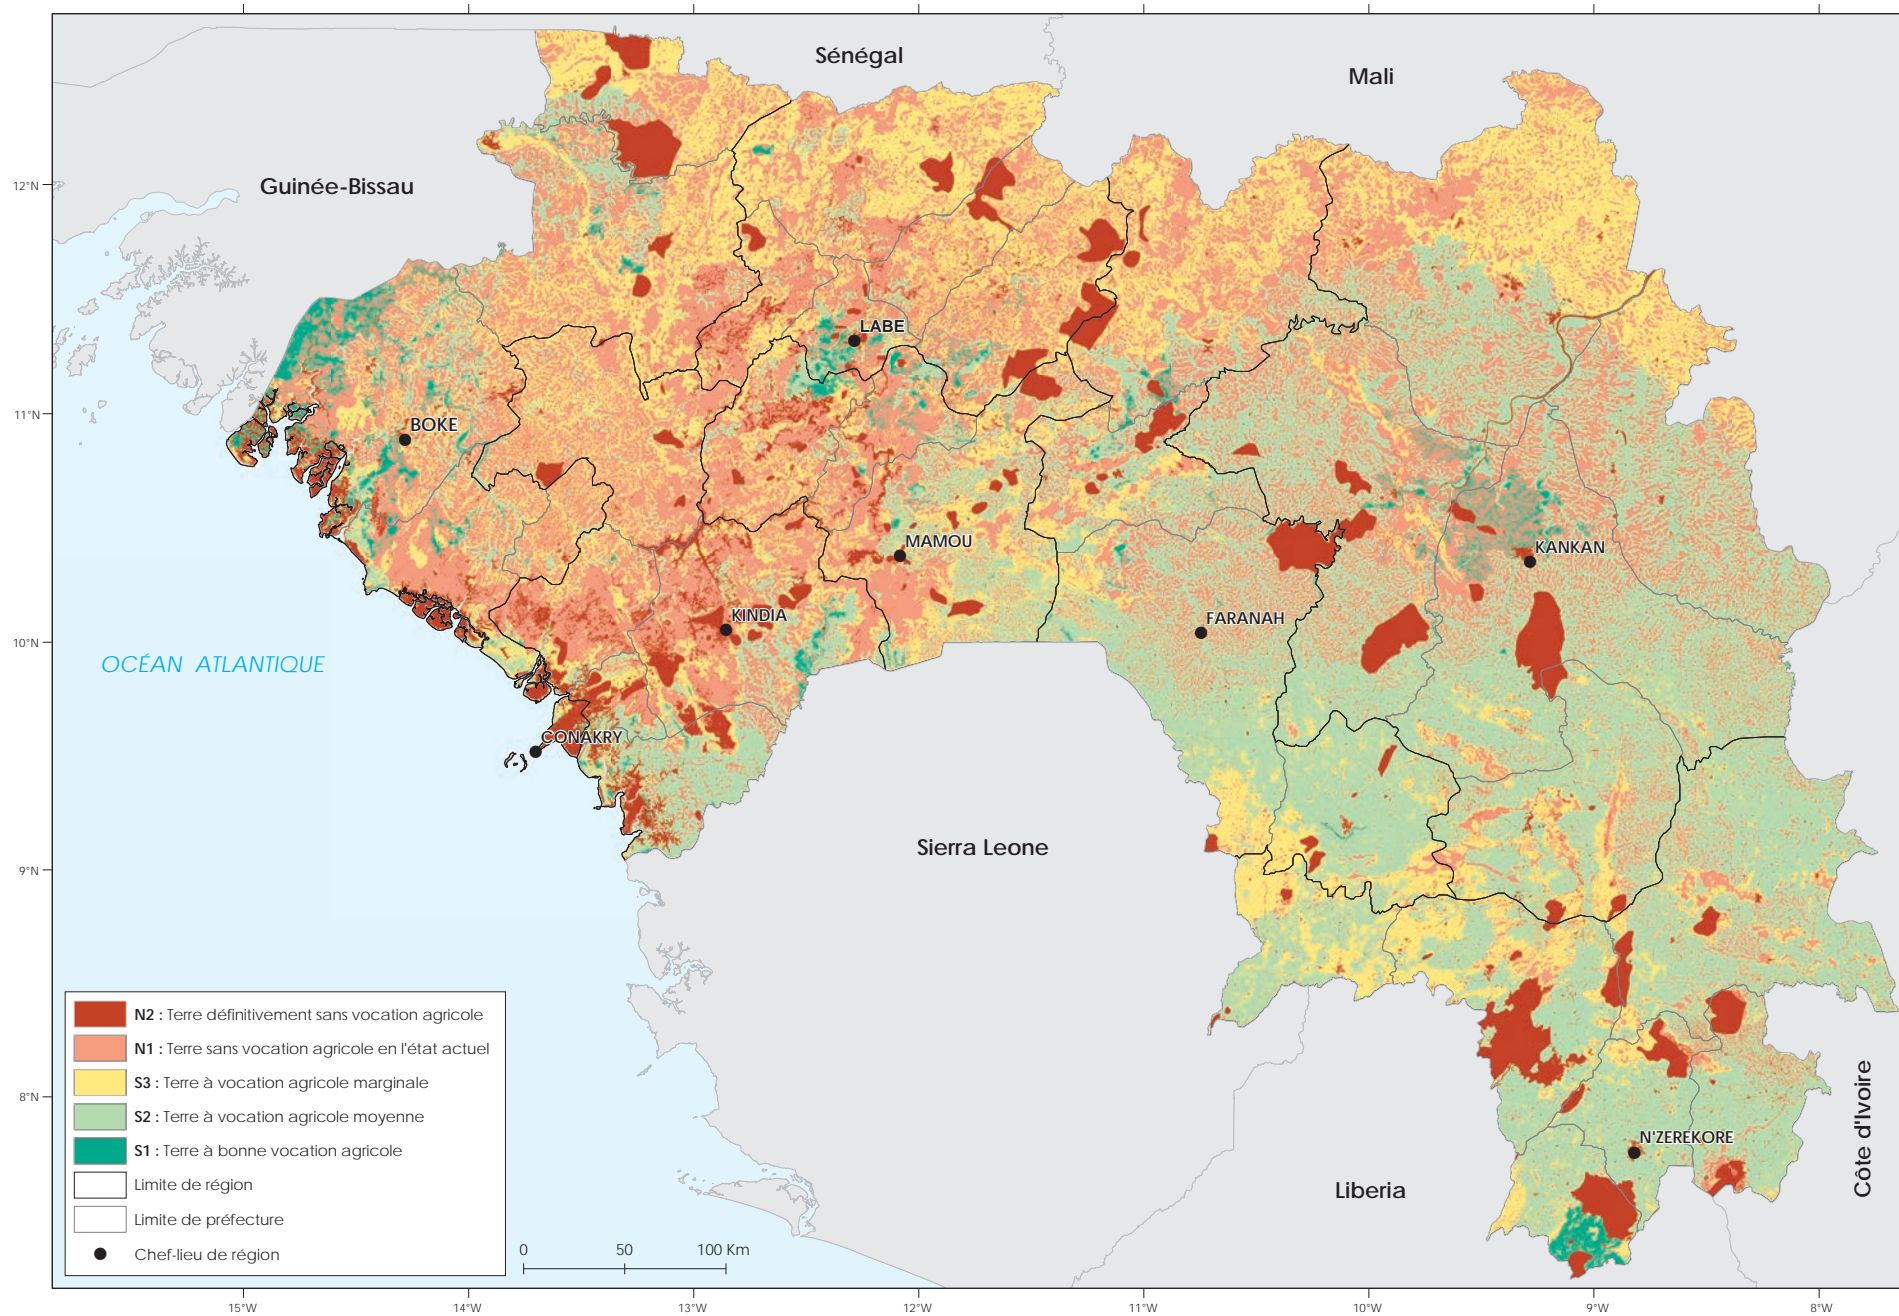 Sénégal
Mali
12°N
Guinée-Bissau
LABE
11°N
BOKE
MAMOU
KANKAN
KINDIA
FARANAH
10°N
OCÉAN ATLANTIQUE
CONAKRY
Sierra Leone
9°N
N2 : Terre définitivement sans vocation agricole
N1 : Terre sans vocation agricole en l'état actuel
S3 : Terre à vocation agricole marginale
8°N
S2 : Terre à vocation agricole moyenne
S1 : Terre à bonne vocation agricole
Limite de région
Limite de préfecture
Chef-lieu de région
0 50 100 Km
N'ZEREKORE
Liberia
Côte d'Ivoire
15°W 14°W 13°W 12°W 11°W 10°W 9°W 8°W